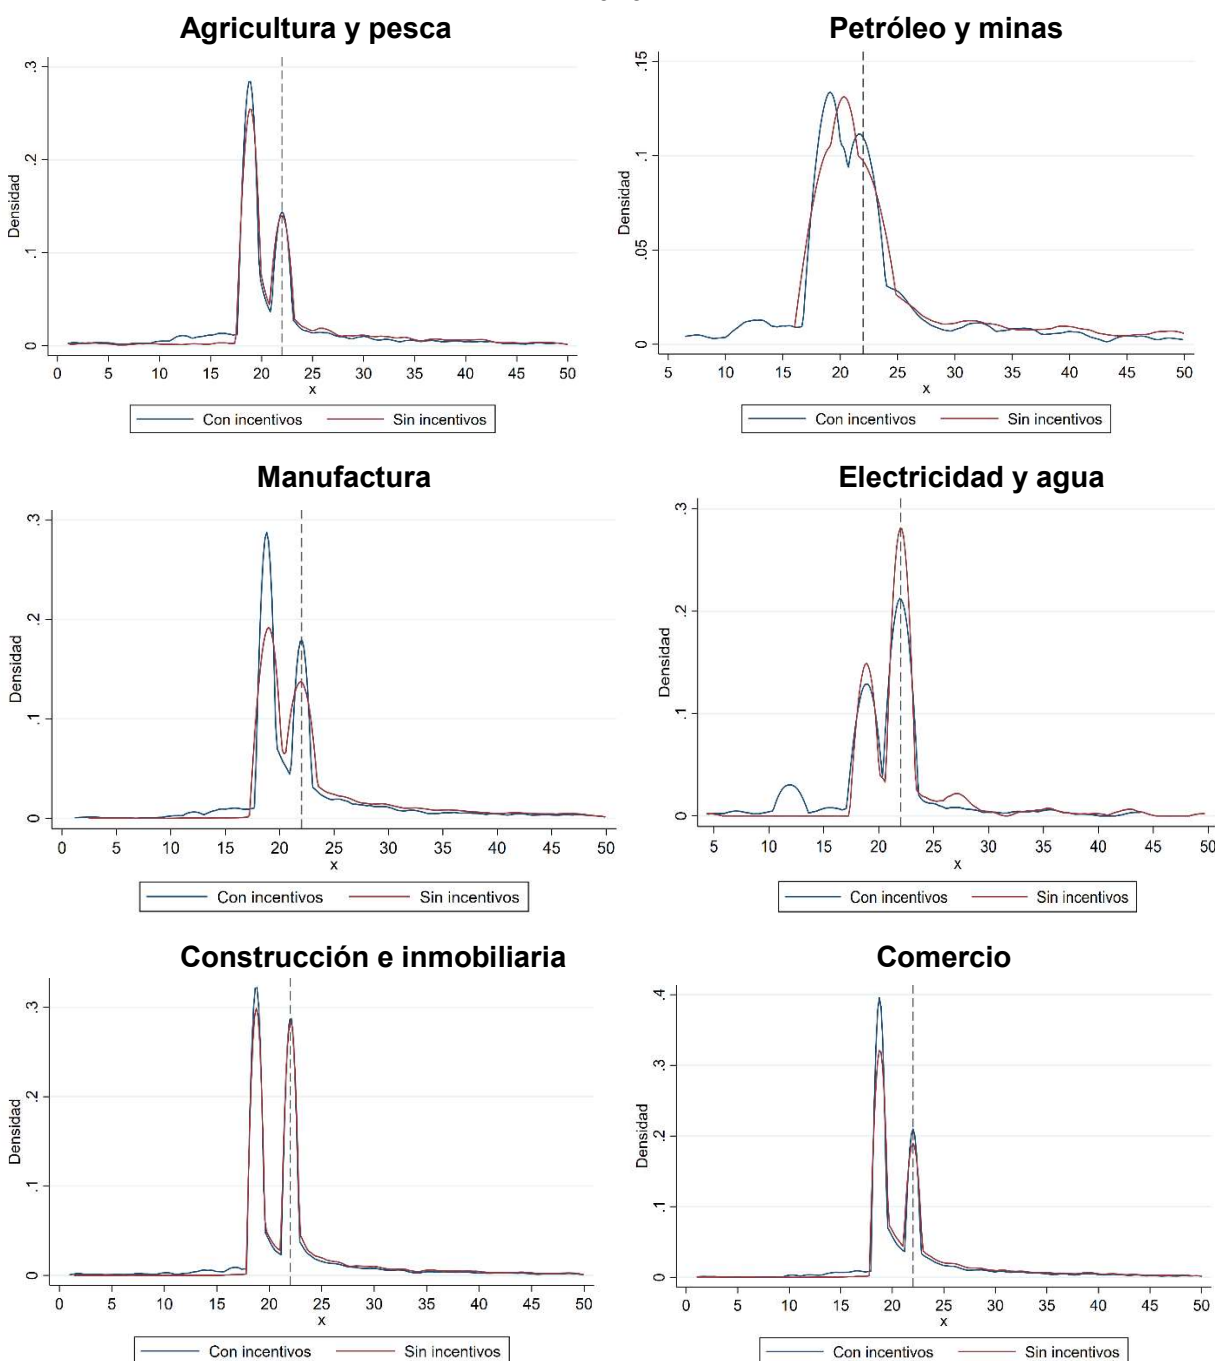 Agricultura y pesca
.3
.2
.1
0
Densidad
0 5 10 15 20 25 30 35 40 45 50
x
Con incentivos Sin incentivos
Petróleo y minas
.15
.1
.05
0
Densidad
5 10 15 20 25 30 35 40 45 50
x
Con incentivos Sin incentivos
Manufactura
.3
.2
.1
0
Densidad
0 5 10 15 20 25 30 35 40 45 50
x
Con incentivos Sin incentivos
Electricidad y agua
.3
.2
.1
0
Densidad
5 10 15 20 25 30 35 40 45 50
x
Con incentivos Sin incentivos
Construcción e inmobiliaria
.3
.2
.1
0
Densidad
0 5 10 15 20 25 30 35 40 45 50
x
Con incentivos Sin incentivos
Comercio
.4
.3
.2
.1
0
Densidad
0 5 10 15 20 25 30 35 40 45 50
x
Con incentivos Sin incentivos